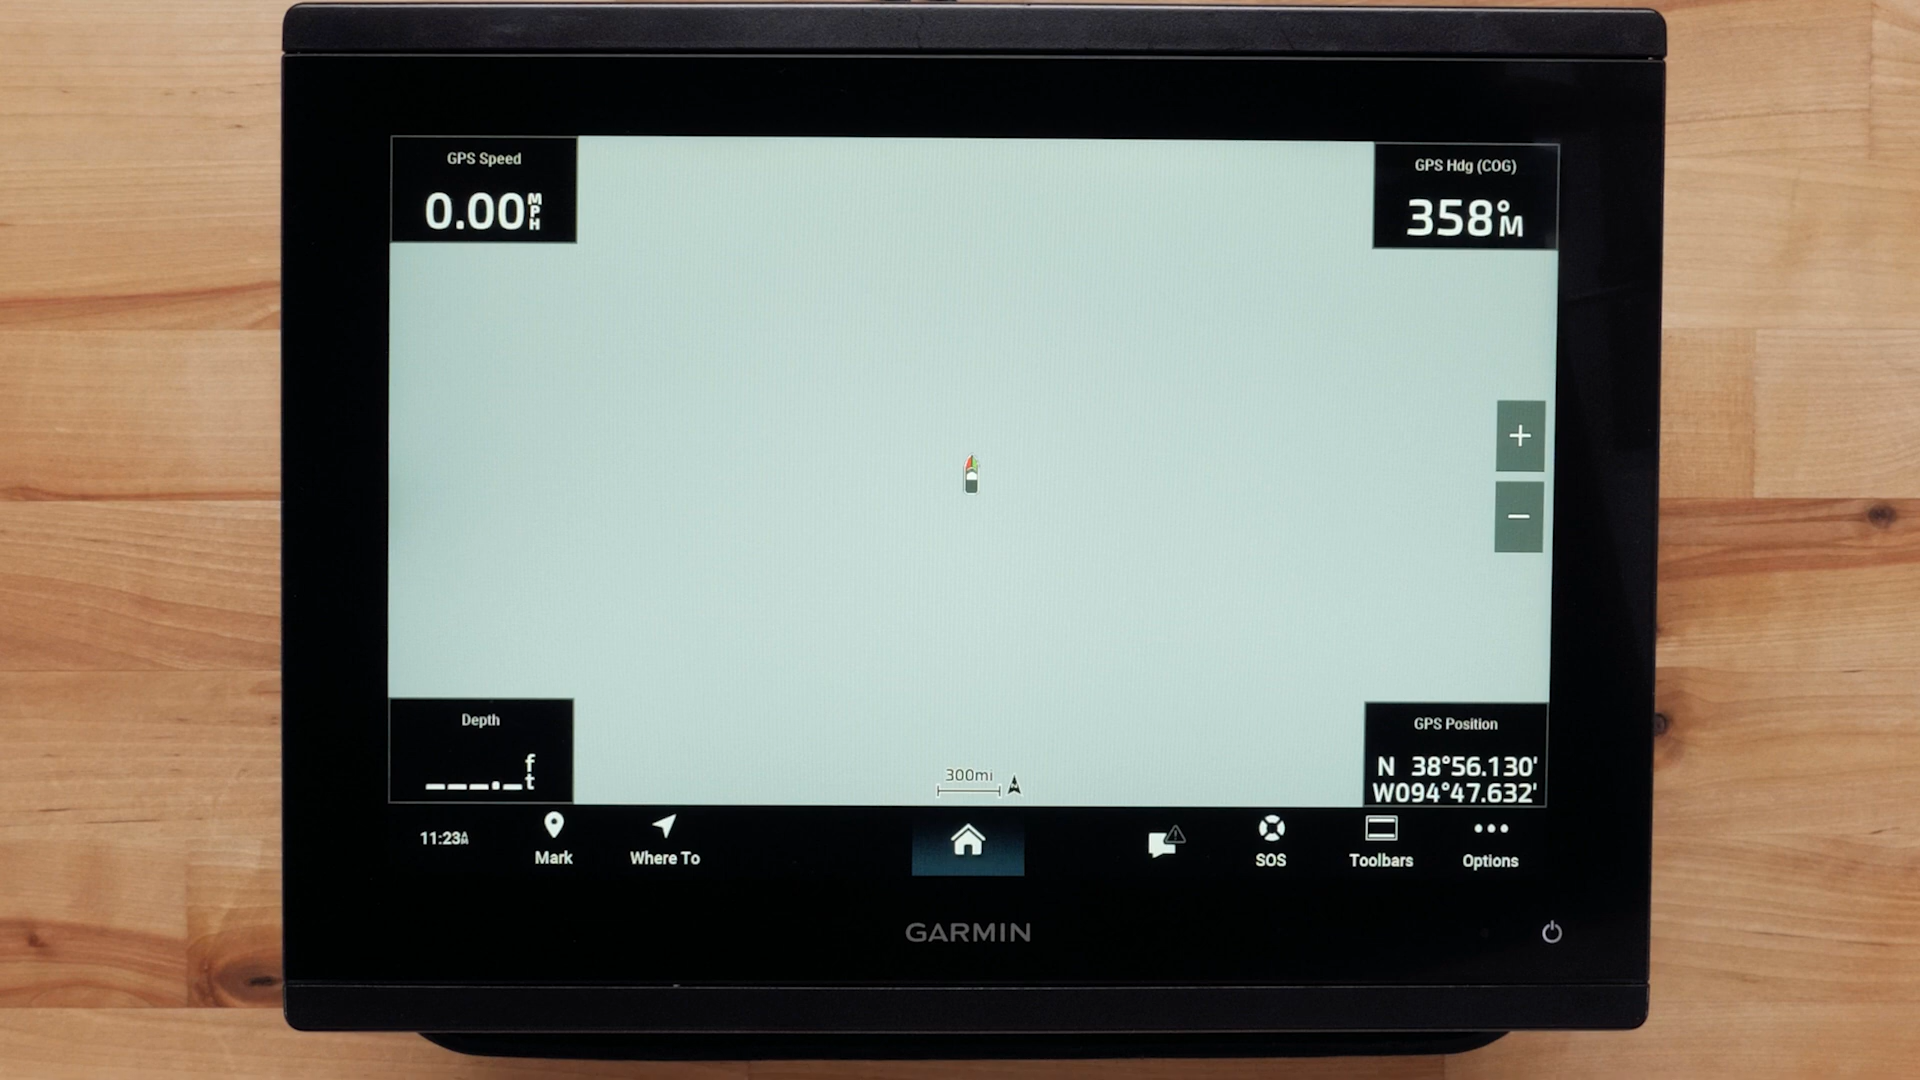 GPS Speed
0.00 MPH
GPS Hdg (COG)
358°M
+
−
Depth
___._ ft
300mi
GPS Position
N 38°56.130'
W094°47.632'
11:23A
Mark
Where To
SOS
Toolbars
Options
GARMIN